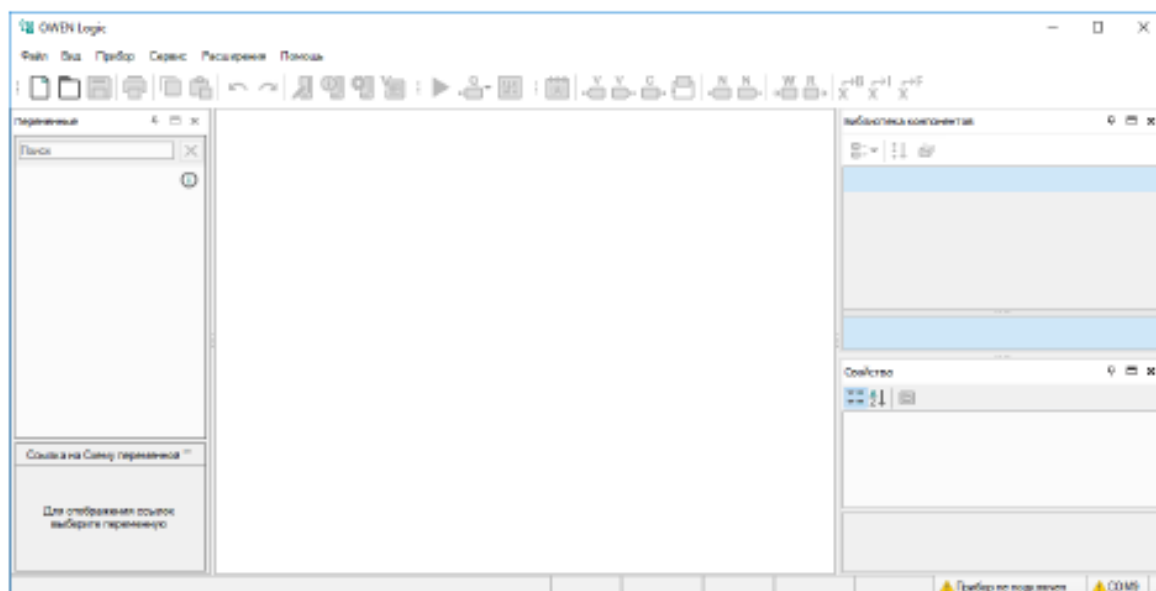 OWEN Logic
Файл Вид Прибор Сервис Расширения Помощь
Переменные
Библиотека компонентов
Поиск
Свойства
Ссылка на Схему переменной
Для отображения ссылок
выберите переменную
Прибор не подключен COM9